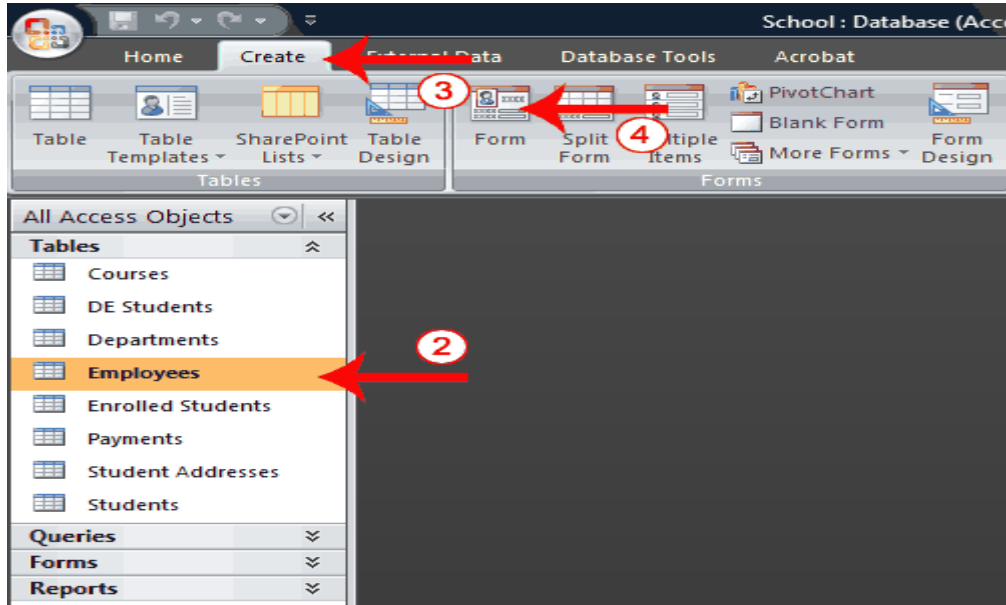 School : Database (Acc
Home Create Data Database Tools Acrobat
3
4
Table
Table Templates
SharePoint Lists
Table Design
Form
Split Form
Items
PivotChart
Blank Form
More Forms
Form Design
Tables
Forms
All Access Objects
Tables
Courses
DE Students
Departments
2
Employees
Enrolled Students
Payments
Student Addresses
Students
Queries
Forms
Reports